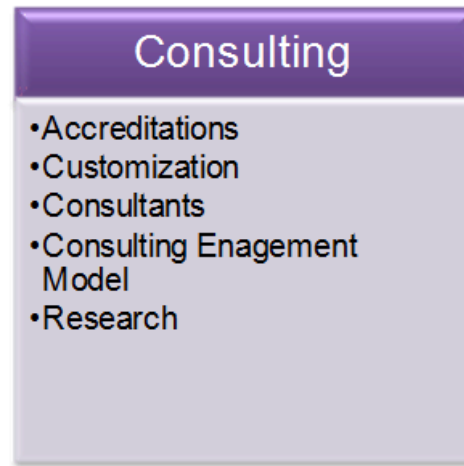 Consulting
•Accreditations
•Customization
•Consultants
•Consulting Enagement
Model
•Research